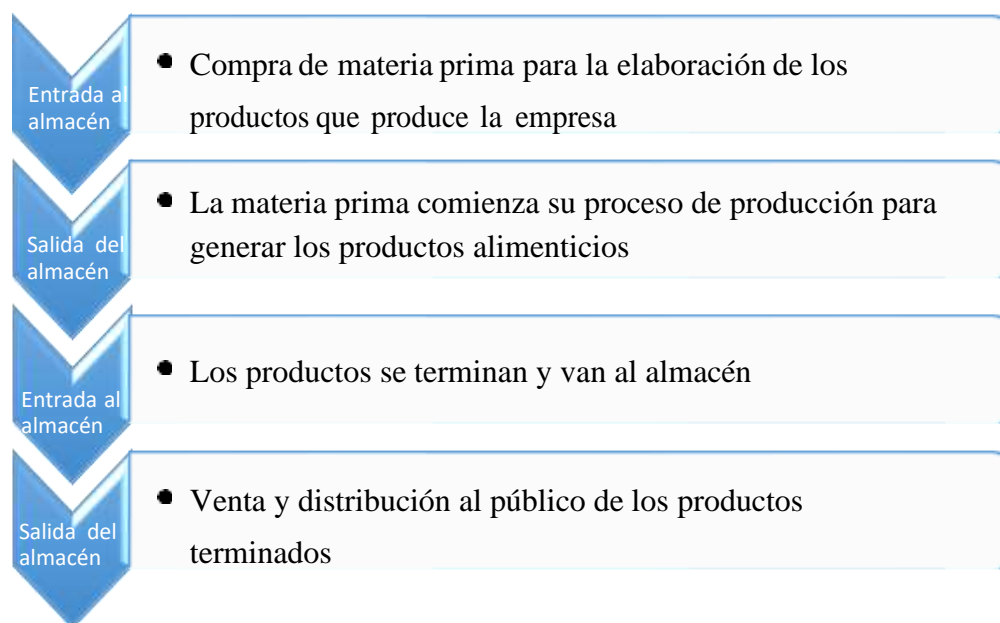 Entrada al
almacén
• Compra de materia prima para la elaboración de los
productos que produce la empresa
Salida del
almacén
• La materia prima comienza su proceso de producción para
generar los productos alimenticios
Entrada al
almacén
• Los productos se terminan y van al almacén
Salida del
almacén
• Venta y distribución al público de los productos
terminados